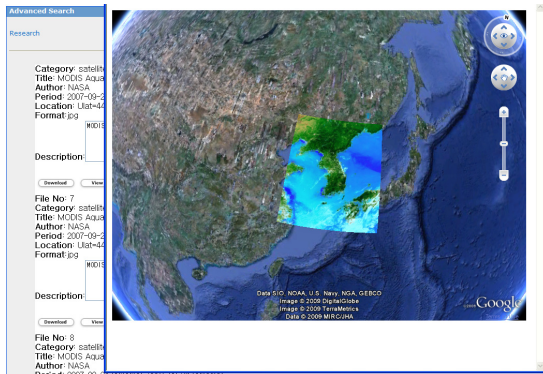 Advanced Search
Research
Category: satellite
Title: MODIS Aqua
Author: NASA
Period: 2007-09-2
Location: Ulat=44
Format:jpg
MODIS
Description:
Download View
File No: 7
Category: satellite
Title: MODIS Aqua
Author: NASA
Period: 2007-09-2
Location: Ulat=44
Format:jpg
MODIS
Description:
Download View
File No: 8
Category: satellite
Title: MODIS Aqua
Author: NASA
N
Data SIO, NOAA, U.S. Navy, NGA, GEBCO
Image © 2009 DigitalGlobe
Image © 2009 TerraMetrics
Data © 2009 MIRC/JHA
©2009 Google